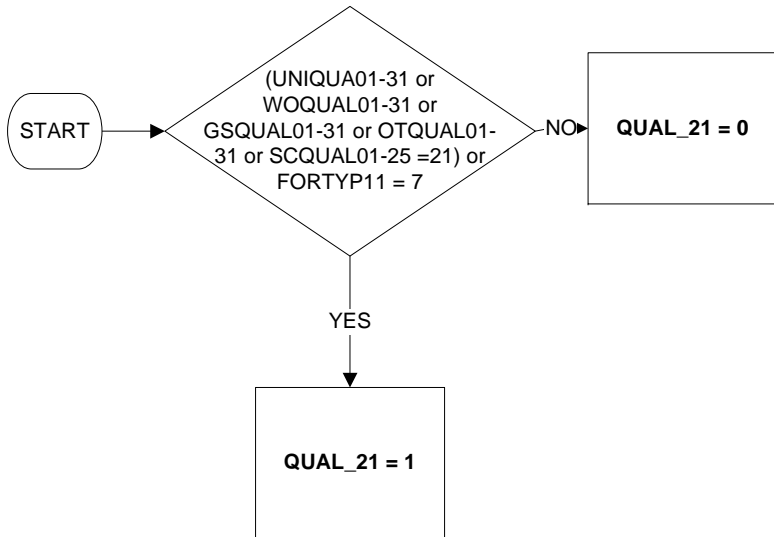 START
(UNIQUA01-31 or
WOQUAL01-31 or
GSQUAL01-31 or OTQUAL01-
31 or SCQUAL01-25 =21) or
FORTYP11 = 7
NO
QUAL_21 = 0
YES
QUAL_21 = 1